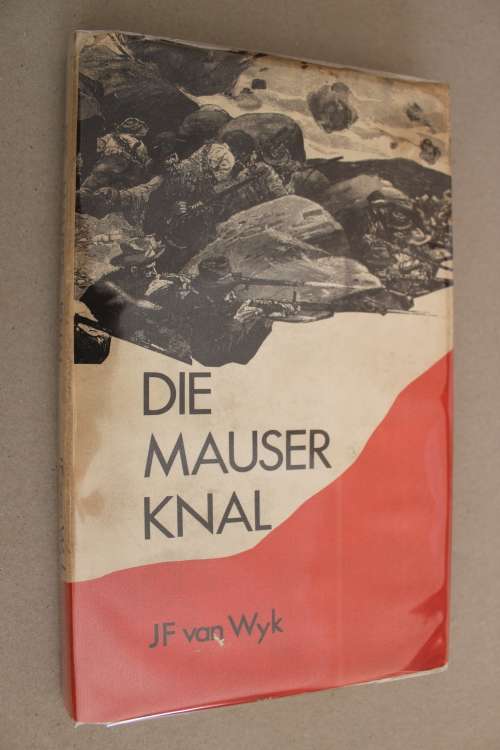 DIE
MAUSER
KNAL
JF van Wyk